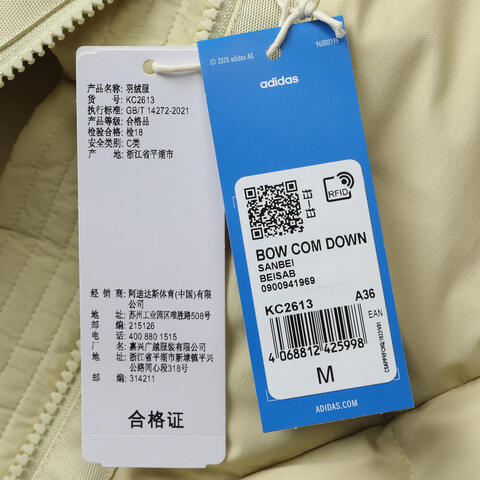 产品名称: 羽绒服
货 号: KC2613
执行标准: GB/T 14272-2021
产品等级: 合格品
检验合格: 检18
安全类别: C类
产 地: 浙江省平湖市
经 销 商: 阿迪达斯体育(中国)有限
公司
地 址: 苏州工业园区唯胜路508号
邮 编: 215126
电 话: 400 880 1515
制 造 商: 嘉兴广越服装有限公司
地 址: 浙江省平湖市新埭镇平兴
公路同心段318号
邮 编: 314211
合格证
© 2025 adidas AG
96000195
adidas
RFID
BOW COM DOWN
SANBEI
BEISAB
0900941969
KC2613 A36
EAN
4 068812 425998
M
ADIDAS.COM